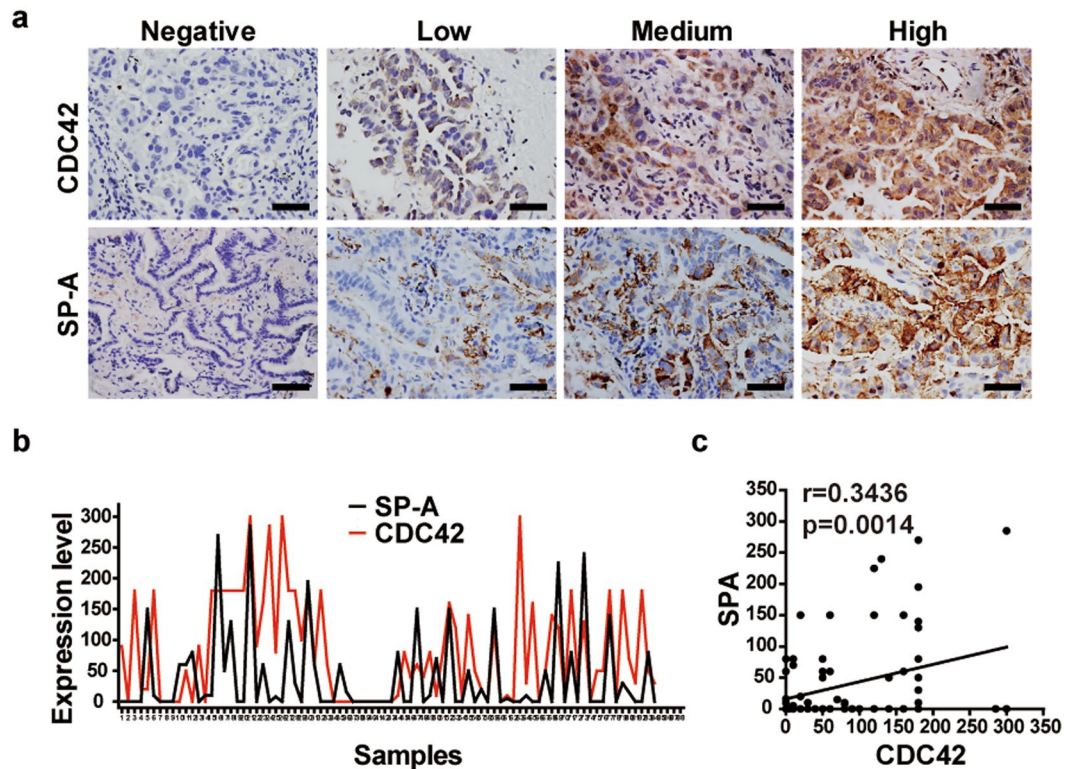 a
Negative Low Medium High
CDC42
SP-A
b
Expression level
300
250
200
150
100
50
0
SP-A
CDC42
Samples
c
r=0.3436
p=0.0014
SPA
350
300
250
200
150
100
50
0
0 50 100 150 200 250 300 350
CDC42